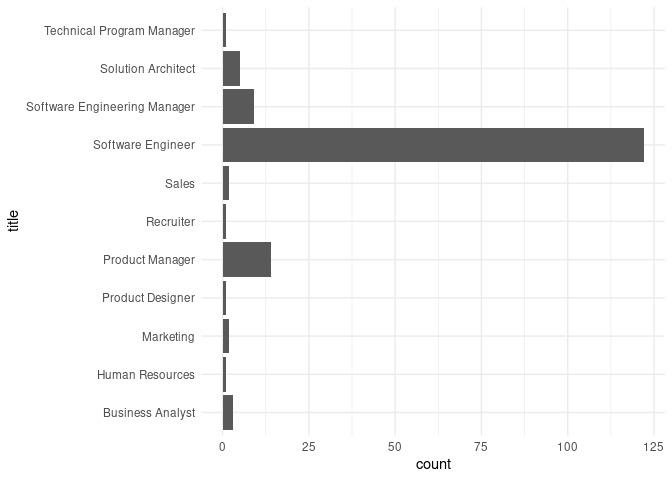 Technical Program Manager
Solution Architect
Software Engineering Manager
Software Engineer
Sales
Recruiter
Product Manager
Product Designer
Marketing
Human Resources
Business Analyst
title
0 25 50 75 100 125
count